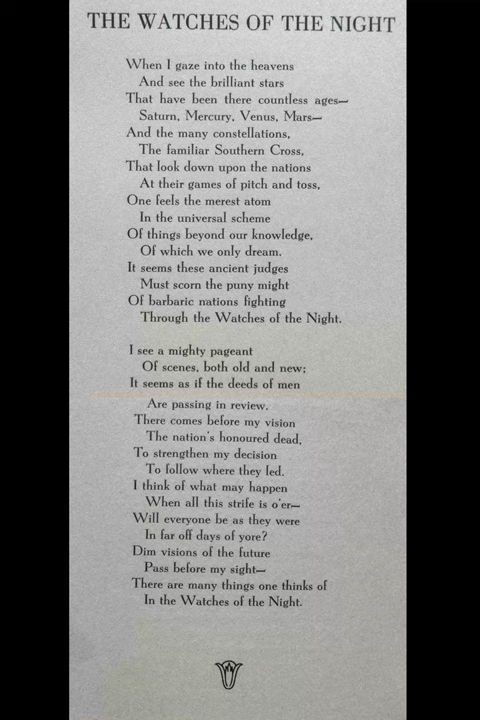 THE WATCHES OF THE NIGHT
When I gaze into the heavens
And see the brilliant stars
That have been there countless ages—
Saturn, Mercury, Venus, Mars—
And the many constellations,
The familiar Southern Cross,
That look down upon the nations
At their games of pitch and toss,
One feels the merest atom
In the universal scheme
Of things beyond our knowledge,
Of which we only dream.
It seems these ancient judges
Must scorn the puny might
Of barbaric nations fighting
Through the Watches of the Night.
I see a mighty pageant
Of scenes, both old and new;
It seems as if the deeds of men
Are passing in review.
There comes before my vision
The nation's honoured dead,
To strengthen my decision
To follow where they led.
I think of what may happen
When all this strife is o'er—
Will everyone be as they were
In far off days of yore?
Dim visions of the future
Pass before my sight—
There are many things one thinks of
In the Watches of the Night.